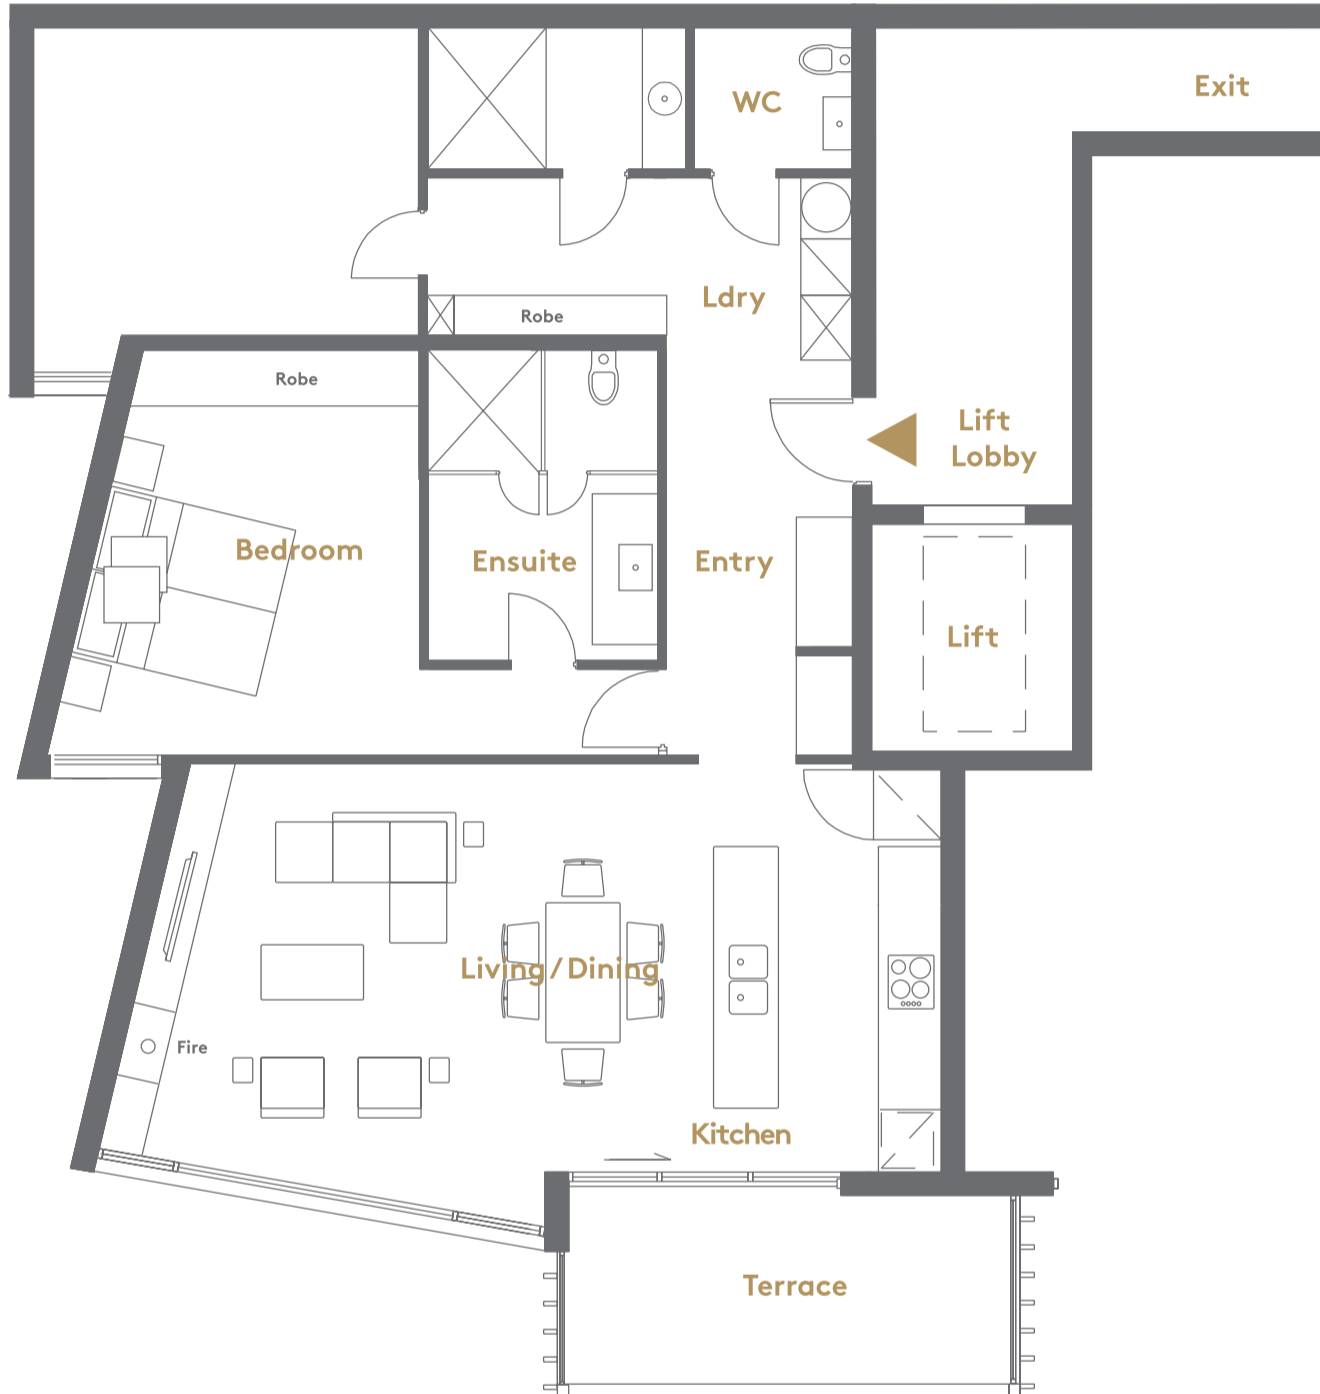 Exit
WC
Ldry
Robe
Robe
Lift
Lobby
Bedroom
Ensuite
Entry
Lift
Living/Dining
Fire
Kitchen
Terrace